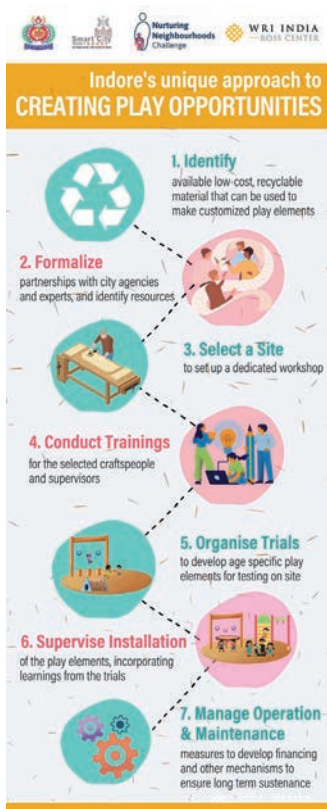 Smart City
Nurturing
Neighbourhoods
Challenge
WRI INDIA
ROSS CENTER
Indore's unique approach to
CREATING PLAY OPPORTUNITIES
1. Identify
available low-cost, recyclable
material that can be used to
make customized play elements
2. Formalize
partnerships with city agencies
and experts, and identify resources
3. Select a Site
to set up a dedicated workshop
4. Conduct Trainings
for the selected craftspeople
and supervisors
5. Organise Trials
to develop age specific play
elements for testing on site
6. Supervise Installation
of the play elements, incorporating
learnings from the trials
7. Manage Operation
& Maintenance
measures to develop financing
and other mechanisms to
ensure long term sustenance